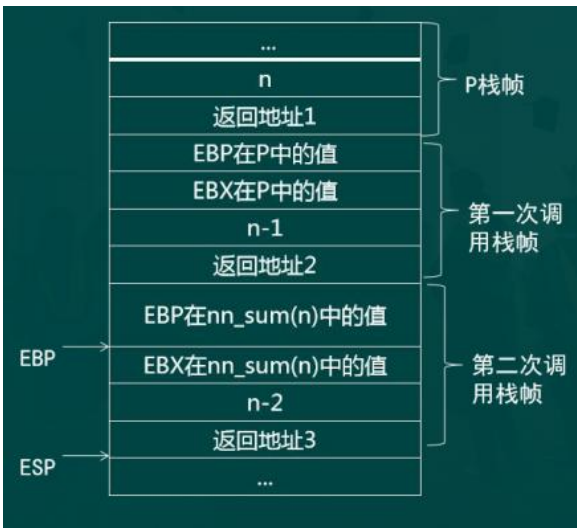 ...
n
返回地址1
P栈帧
EBP在P中的值
EBX在P中的值
n-1
返回地址2
第一次调
用栈帧
EBP在nn_sum(n)中的值
EBP
EBX在nn_sum(n)中的值
n-2
返回地址3
第二次调
用栈帧
ESP
...